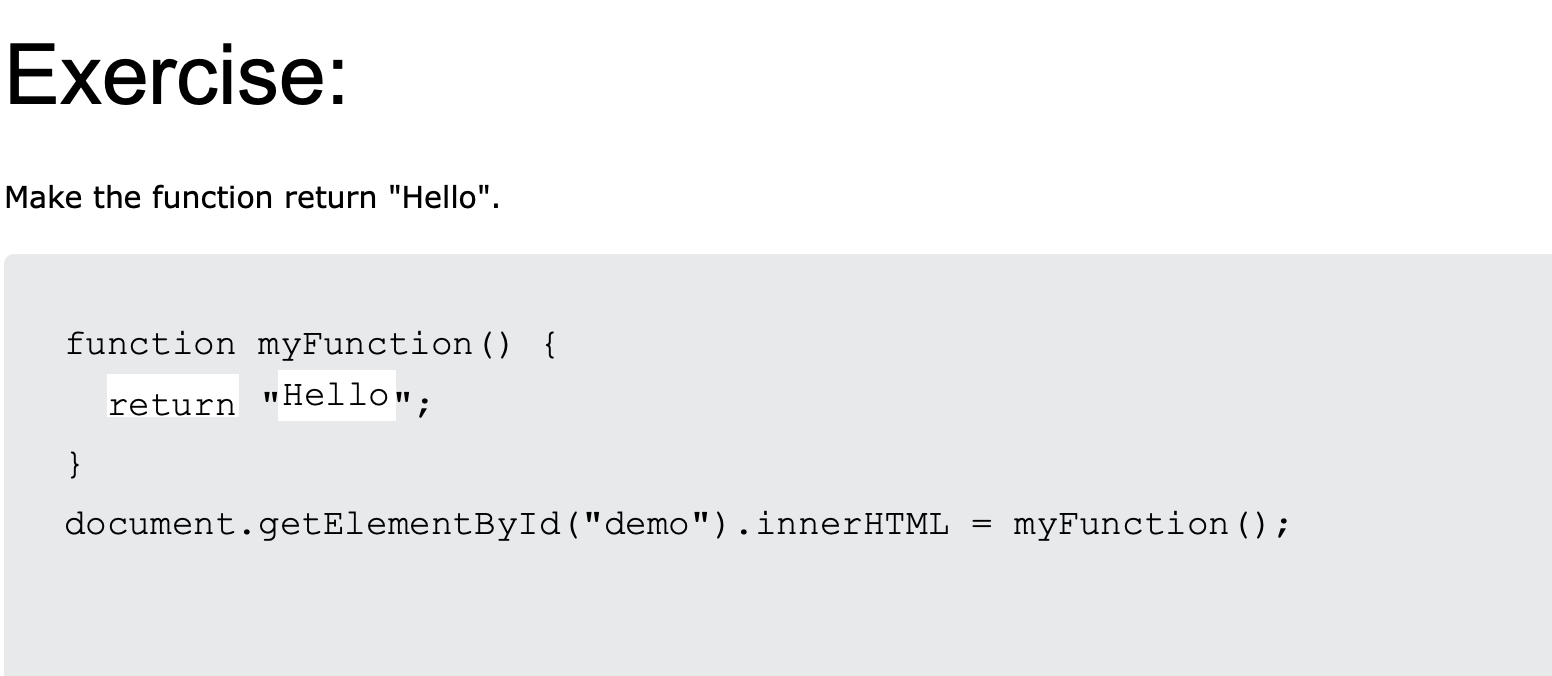 Exercise:
Make the function return "Hello".
function myFunction() {
return "Hello";
}
document.getElementById("demo").innerHTML = myFunction();